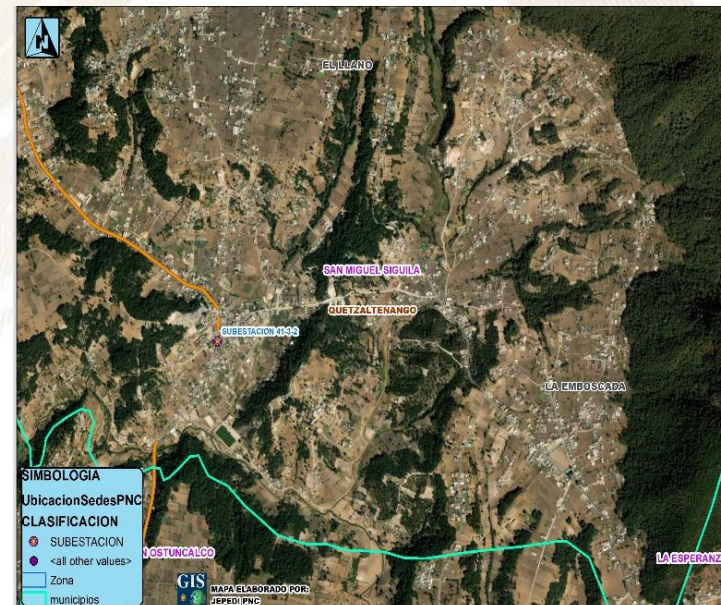 N
EL LLANO
SAN MIGUEL SIGUILA
QUETZALTENANGO
SUBESTACION 41-3-2
LA EMBOSCADA
SIMBOLOGIA
UbicacionSedesPNC
CLASIFICACION
SUBESTACION
<all other values>
Zona
municipios
N OSTUNCALCO
LA ESPERANZ
GIS
MAPA ELABORADO POR:
JEPEDI PNC